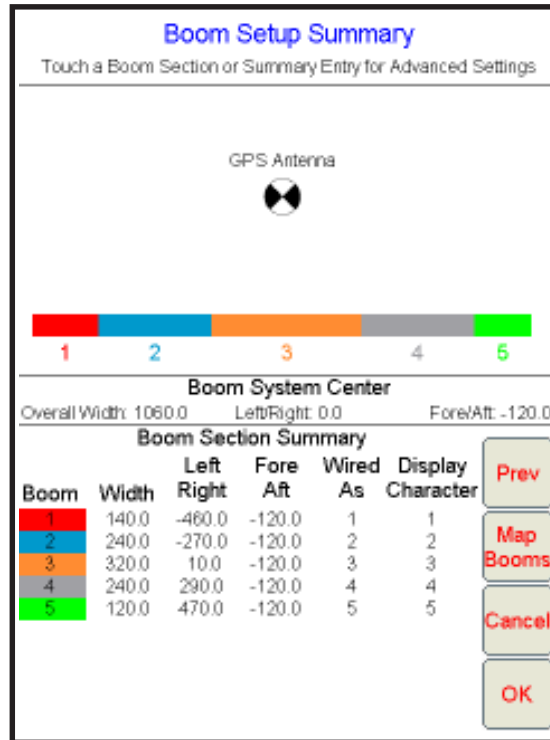 Boom Setup Summary
Touch a Boom Section or Summary Entry for Advanced Settings
GPS Antenna
1 2 3 4 5
Boom System Center
Overall Width: 1060.0 Left/Right: 0.0 Fore/Aft: -120.0
Boom Section Summary
Boom Width Left Right Fore Aft Wired As Display Character
1 140.0 -460.0 -120.0 1 1
2 240.0 -270.0 -120.0 2 2
3 320.0 10.0 -120.0 3 3
4 240.0 290.0 -120.0 4 4
5 120.0 470.0 -120.0 5 5
Prev
Map
Booms
Cancel
OK